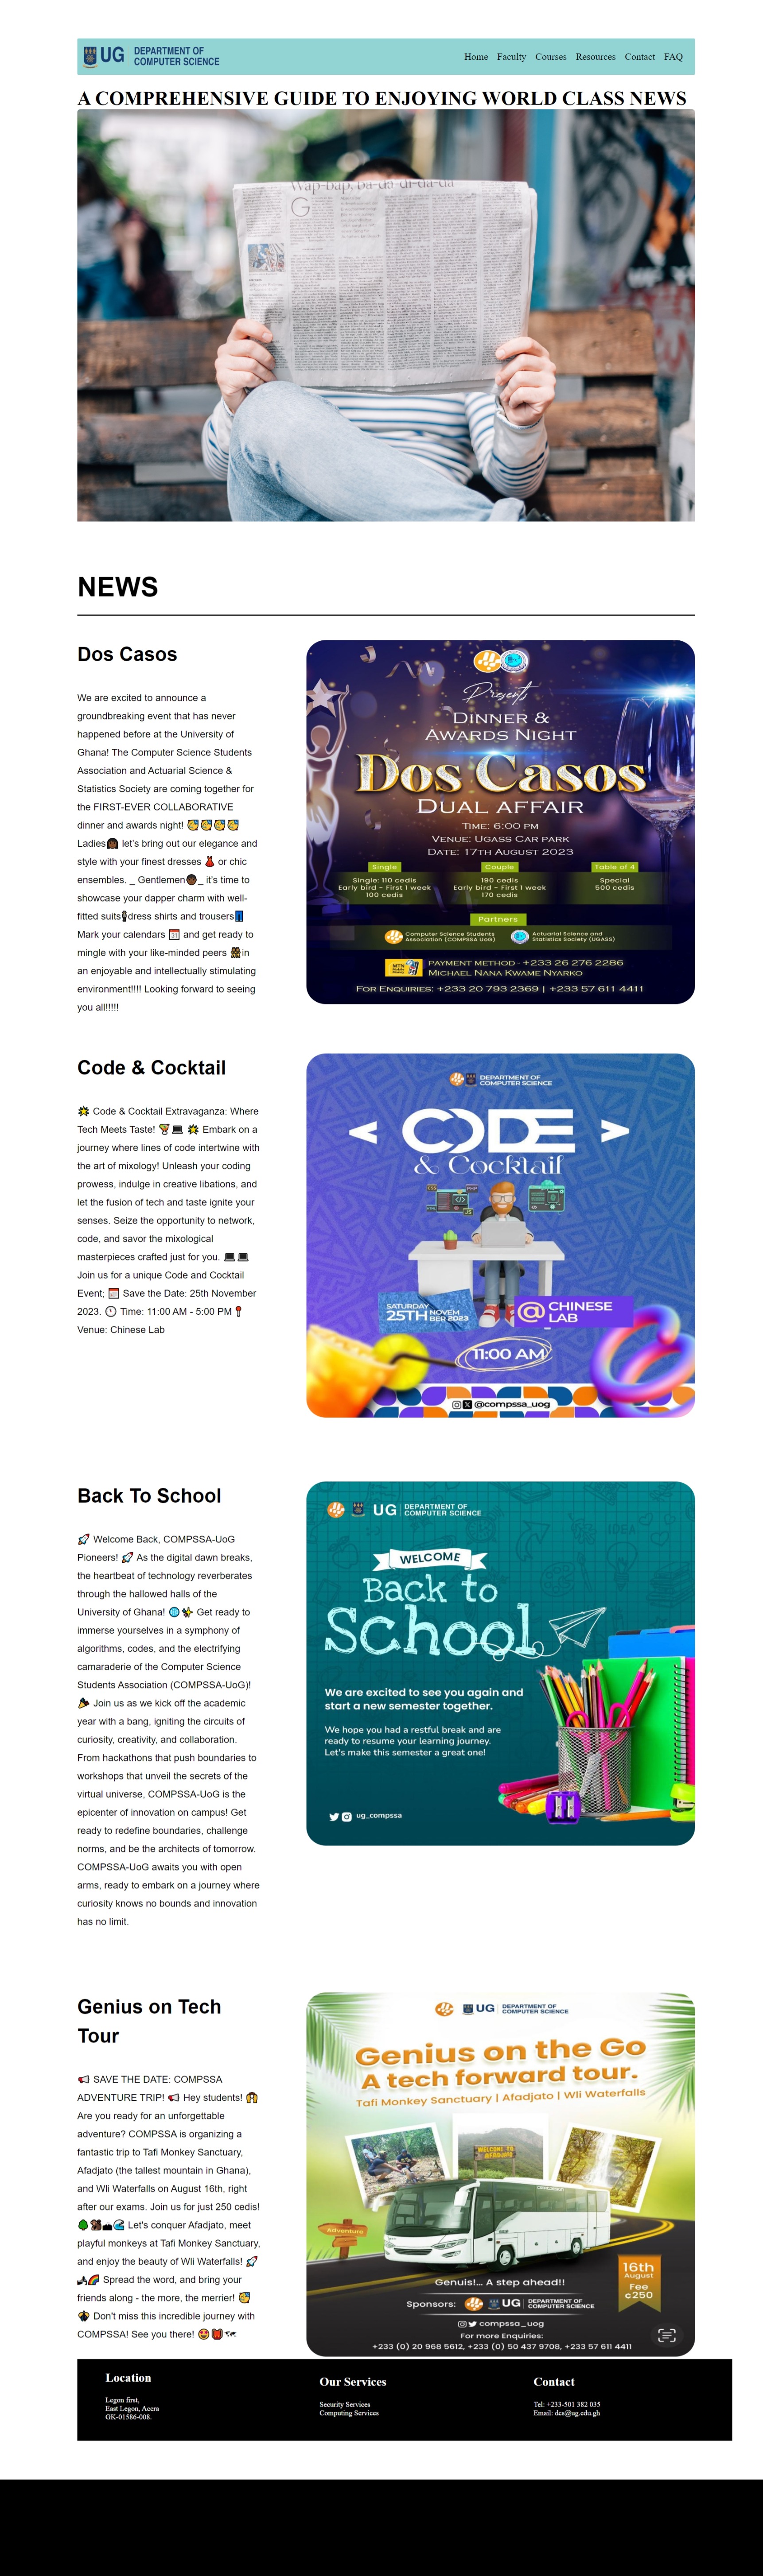 UG DEPARTMENT OF
COMPUTER SCIENCE
Home Faculty Courses Resources Contact FAQ
A COMPREHENSIVE GUIDE TO ENJOYING WORLD CLASS NEWS
Wap-bap, ba-da-di-da-da
G
NEWS
Dos Casos
We are excited to announce a
groundbreaking event that has never
happened before at the University of
Ghana! The Computer Science Students
Association and Actuarial Science &
Statistics Society are coming together for
the FIRST-EVER COLLABORATIVE
dinner and awards night! 🥳🥳🥳🥳
Ladies👩🏿 let's bring out our elegance and
style with your finest dresses 💃 or chic
ensembles. _ Gentlemen👨🏿_ it's time to
showcase your dapper charm with well-
fitted suits🕴dress shirts and trousers👖
Mark your calendars 📅 and get ready to
mingle with your like-minded peers 👯in
an enjoyable and intellectually stimulating
environment!!!! Looking forward to seeing
you all!!!!!
Presents
DINNER &
AWARDS NIGHT
Dos Casos
DUAL AFFAIR
TIME: 6:00 PM
VENUE: UGASS CAR PARK
DATE: 17TH AUGUST 2023
Single Couple Table of 4
Single: 110 cedis 190 cedis Special
Early bird - First 1 week Early bird - First 1 week 500 cedis
100 cedis 170 cedis
Partners
Computer Science Students Actuarial Science and
Association (COMPSSA UoG) Statistics Society (UGASS)
PAYMENT METHOD - +233 26 276 2286
MICHAEL NANA KWAME NYARKO
FOR ENQUIRIES: +233 20 793 2369 | +233 57 611 4411
Code & Cocktail
💥 Code & Cocktail Extravaganza: Where
Tech Meets Taste! 🍹💻 💥 Embark on a
journey where lines of code intertwine with
the art of mixology! Unleash your coding
prowess, indulge in creative libations, and
let the fusion of tech and taste ignite your
senses. Seize the opportunity to network,
code, and savor the mixological
masterpieces crafted just for you. 💻💻
Join us for a unique Code and Cocktail
Event; 📅 Save the Date: 25th November
2023. 🕚 Time: 11:00 AM - 5:00 PM📍
Venue: Chinese Lab
DEPARTMENT OF
COMPUTER SCIENCE
< CODE >
& Cocktail
SATURDAY
25TH NOVEM
BER 2023
@ CHINESE
LAB
11:00 AM
@compssa_uog
Back To School
🚀 Welcome Back, COMPSSA-UoG
Pioneers! 🚀 As the digital dawn breaks,
the heartbeat of technology reverberates
through the hallowed halls of the
University of Ghana! 🌐✨ Get ready to
immerse yourselves in a symphony of
algorithms, codes, and the electrifying
camaraderie of the Computer Science
Students Association (COMPSSA-UoG)!
🎉 Join us as we kick off the academic
year with a bang, igniting the circuits of
curiosity, creativity, and collaboration.
From hackathons that push boundaries to
workshops that unveil the secrets of the
virtual universe, COMPSSA-UoG is the
epicenter of innovation on campus! Get
ready to redefine boundaries, challenge
norms, and be the architects of tomorrow.
COMPSSA-UoG awaits you with open
arms, ready to embark on a journey where
curiosity knows no bounds and innovation
has no limit.
UG DEPARTMENT OF
COMPUTER SCIENCE
WELCOME
Back to
School
We are excited to see you again and
start a new semester together.
We hope you had a restful break and are
ready to resume your learning journey.
Let's make this semester a great one!
ug_compssa
Genius on Tech
Tour
📢 SAVE THE DATE: COMPSSA
ADVENTURE TRIP! 📢 Hey students! 🙌
Are you ready for an unforgettable
adventure? COMPSSA is organizing a
fantastic trip to Tafi Monkey Sanctuary,
Afadjato (the tallest mountain in Ghana),
and Wli Waterfalls on August 16th, right
after our exams. Join us for just 250 cedis!
🌳🐒🏔🌊 Let's conquer Afadjato, meet
playful monkeys at Tafi Monkey Sanctuary,
and enjoy the beauty of Wli Waterfalls! 🚀
🏞🌈 Spread the word, and bring your
friends along - the more, the merrier! 🥳
Don't miss this incredible journey with
COMPSSA! See you there! 🤩🎒🗺
UG DEPARTMENT OF
COMPUTER SCIENCE
Genius on the Go
A tech forward tour.
Tafi Monkey Sanctuary | Afadjato | Wli Waterfalls
WELCOME TO
AFADJATO
Adventure
16th
August
Fee
¢250
Genuis!... A step ahead!!
Sponsors: UG DEPARTMENT OF
COMPUTER SCIENCE
compssa_uog
For more Enquiries:
+233 (0) 20 968 5612, +233 (0) 50 437 9708, +233 57 611 4411
Location
Legon first,
East Legon, Accra
GK-01586-008.
Our Services
Security Services
Computing Services
Contact
Tel: +233-501 382 035
Email: dcs@ug.edu.gh